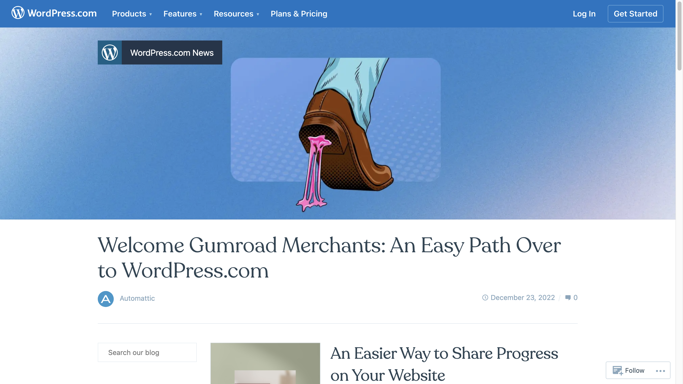 WordPress.com
Products
Features
Resources
Plans & Pricing
Log In
Get Started
WordPress.com News
Welcome Gumroad Merchants: An Easy Path Over
to WordPress.com
Automattic
December 23, 2022
0
Search our blog
An Easier Way to Share Progress
on Your Website
Follow